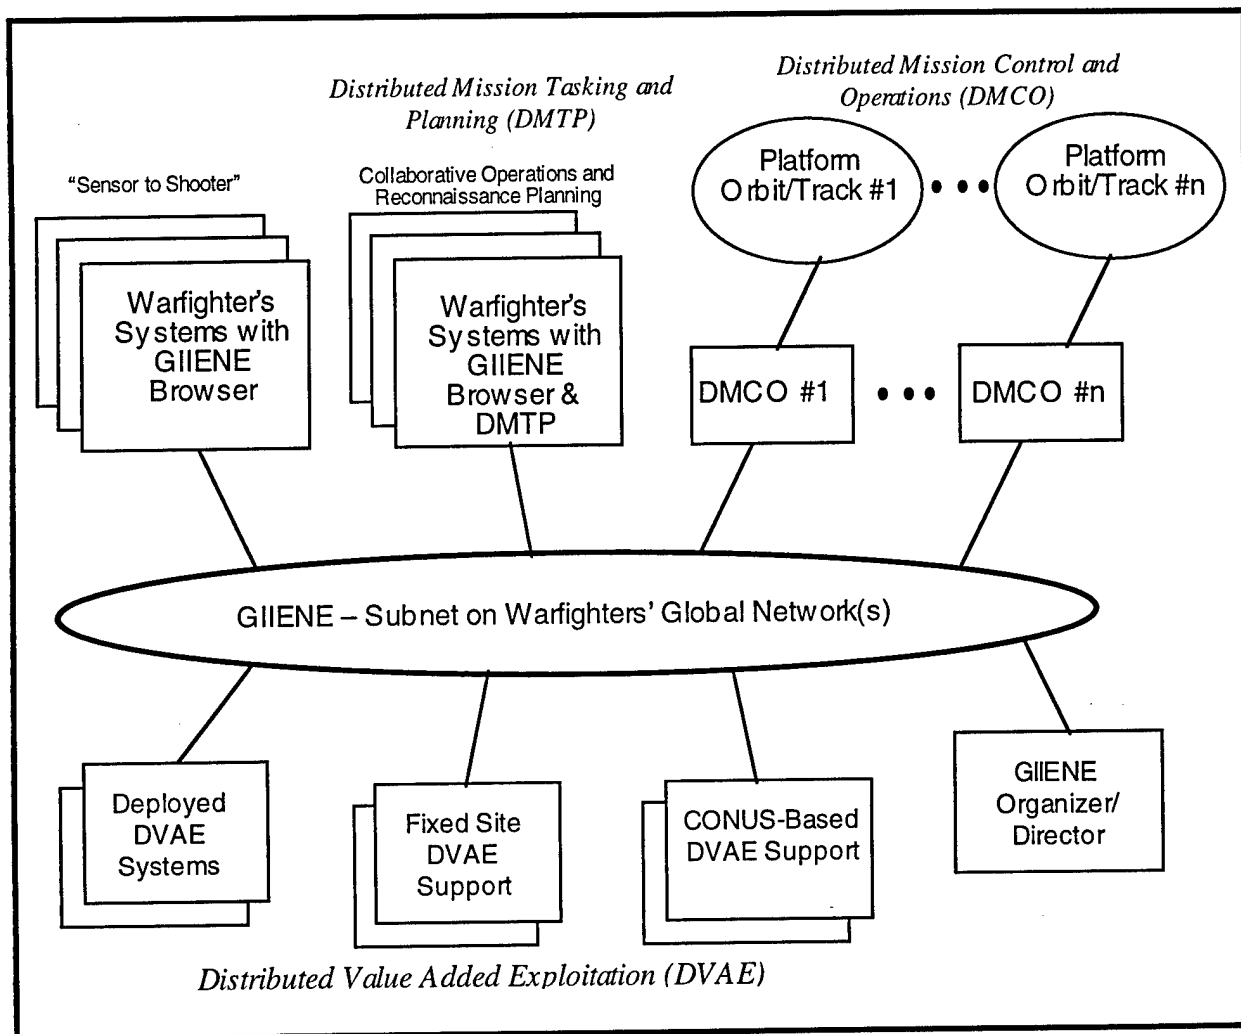 Distributed Mission Tasking and
Planning (DMTP)
Distributed Mission Control and
Operations (DMCO)
"Sensor to Shooter"
Collaborative Operations and
Reconnaissance Planning
Platform
Orbit/Track #1
Platform
Orbit/Track #n
Warfighter's
Systems with
GIIENE
Browser
Warfighter's
Systems with
GIIENE
Browser &
DMTP
DMCO #1
DMCO #n
GIIENE – Subnet on Warfighters' Global Network(s)
Deployed
DVAE
Systems
Fixed Site
DVAE
Support
CONUS-Based
DVAE Support
GIIENE
Organizer/
Director
Distributed Value Added Exploitation (DVAE)